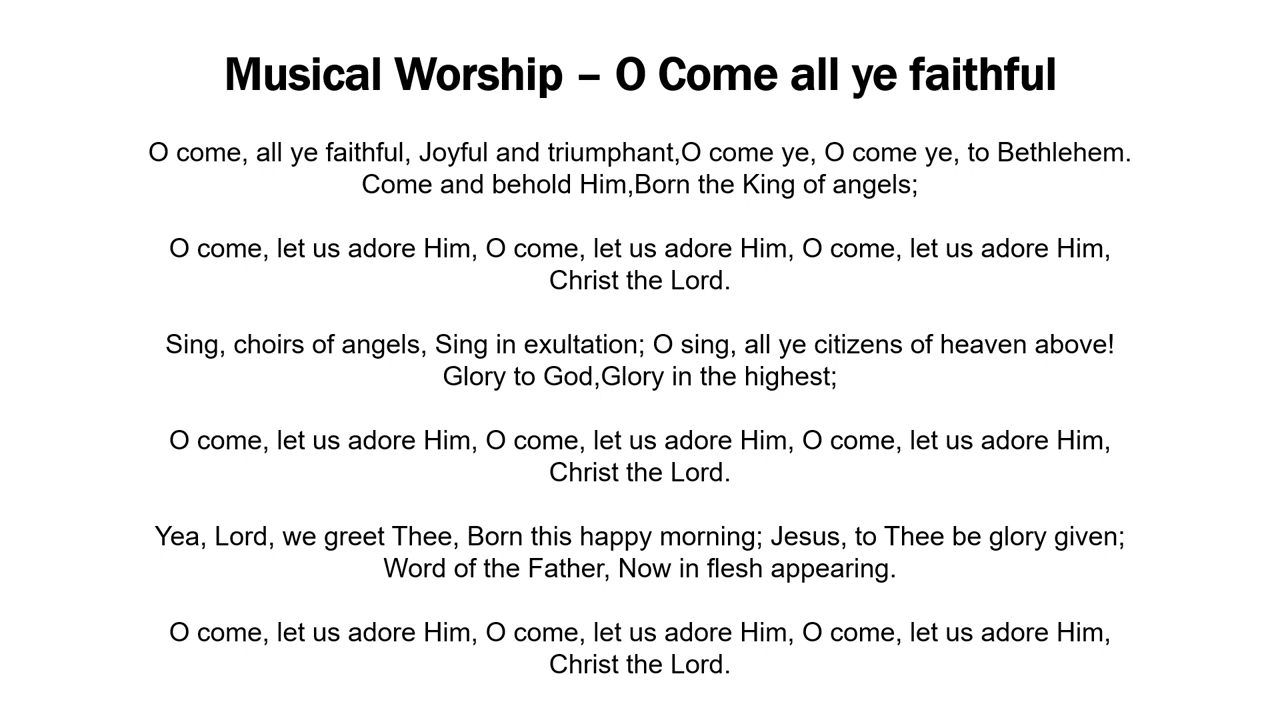 Musical Worship – O Come all ye faithful
O come, all ye faithful, Joyful and triumphant,O come ye, O come ye, to Bethlehem.
Come and behold Him,Born the King of angels;
O come, let us adore Him, O come, let us adore Him, O come, let us adore Him,
Christ the Lord.
Sing, choirs of angels, Sing in exultation; O sing, all ye citizens of heaven above!
Glory to God,Glory in the highest;
O come, let us adore Him, O come, let us adore Him, O come, let us adore Him,
Christ the Lord.
Yea, Lord, we greet Thee, Born this happy morning; Jesus, to Thee be glory given;
Word of the Father, Now in flesh appearing.
O come, let us adore Him, O come, let us adore Him, O come, let us adore Him,
Christ the Lord.